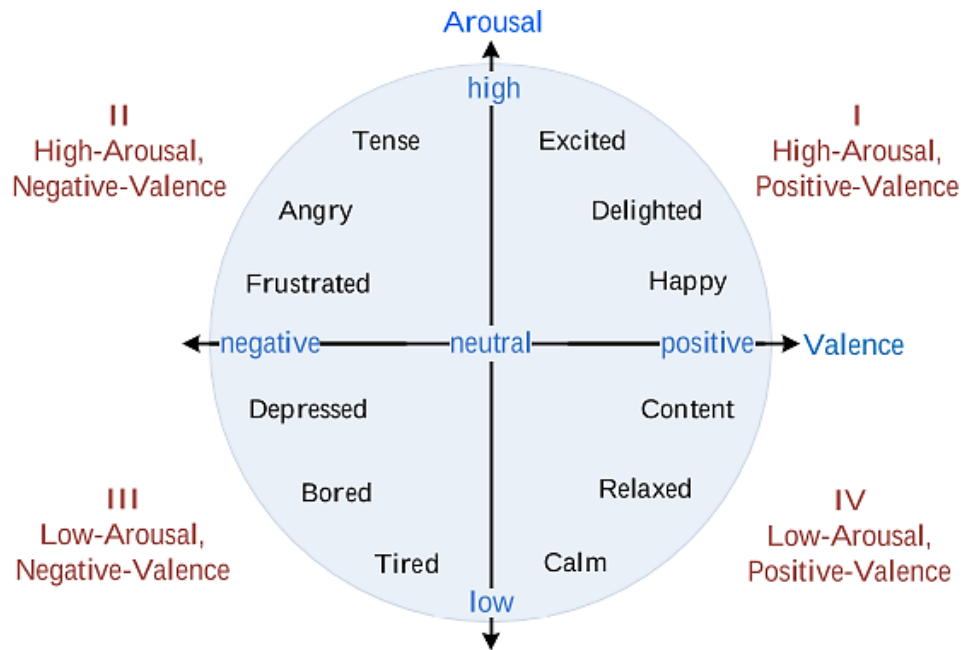 Arousal
high
II
High-Arousal,
Negative-Valence
I
High-Arousal,
Positive-Valence
Tense
Excited
Angry
Delighted
Frustrated
Happy
negative
neutral
positive
Valence
Depressed
Content
Bored
Relaxed
III
Low-Arousal,
Negative-Valence
IV
Low-Arousal,
Positive-Valence
Tired
Calm
low